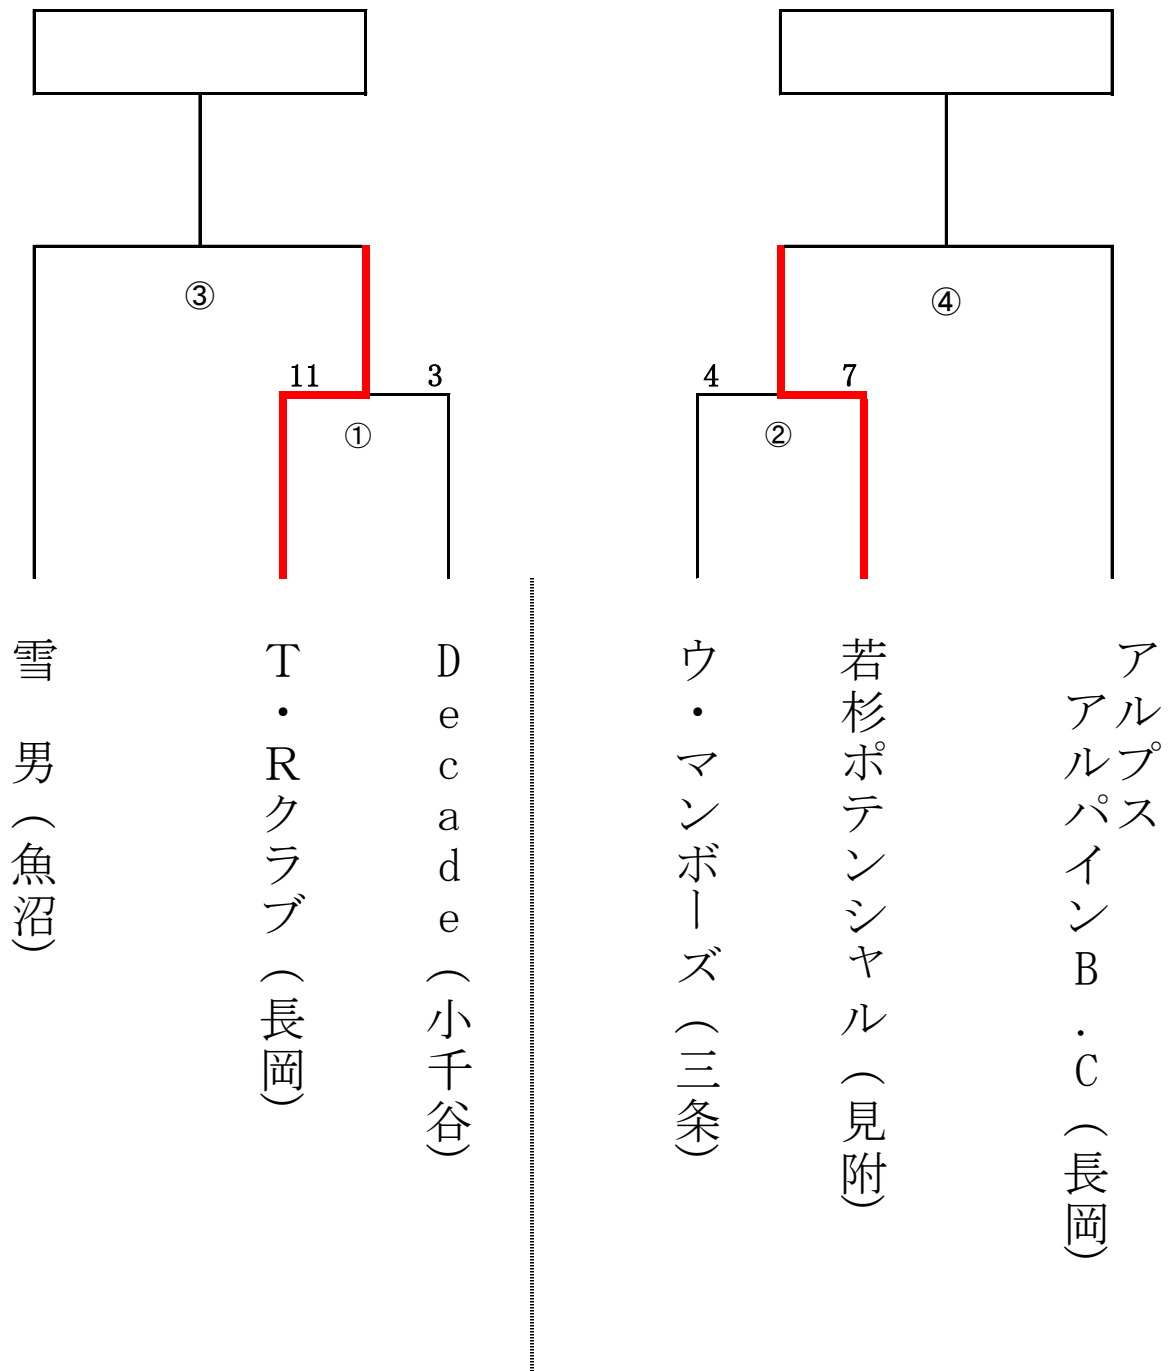 ③
④
11
3
4
7
①
②
雪　男（魚沼）
T・Rクラブ（長岡）
Decade（小千谷）
ウ・マンボーズ（三条）
若杉ポテンシャル（見附）
アルプス
アルパインB.C（長岡）